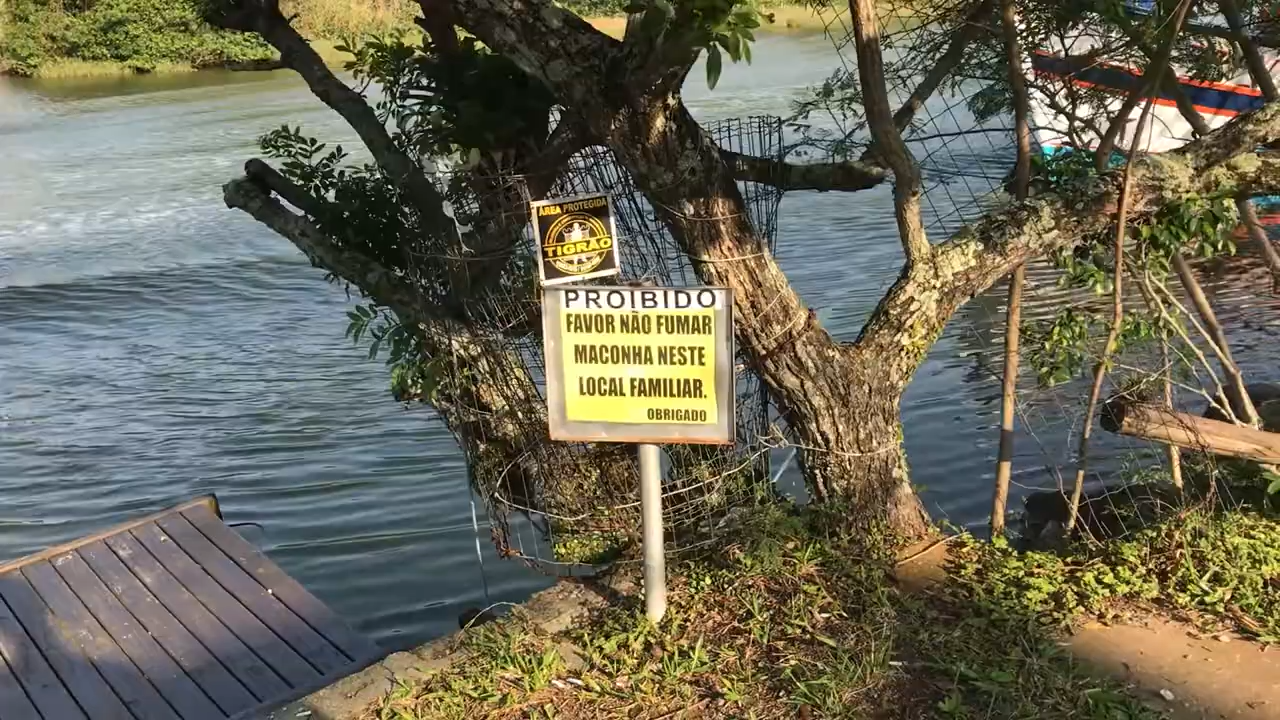 ÁREA PROTEGIDA
TIGRÃO
PROIBIDO
FAVOR NÃO FUMAR
MACONHA NESTE
LOCAL FAMILIAR.
OBRIGADO